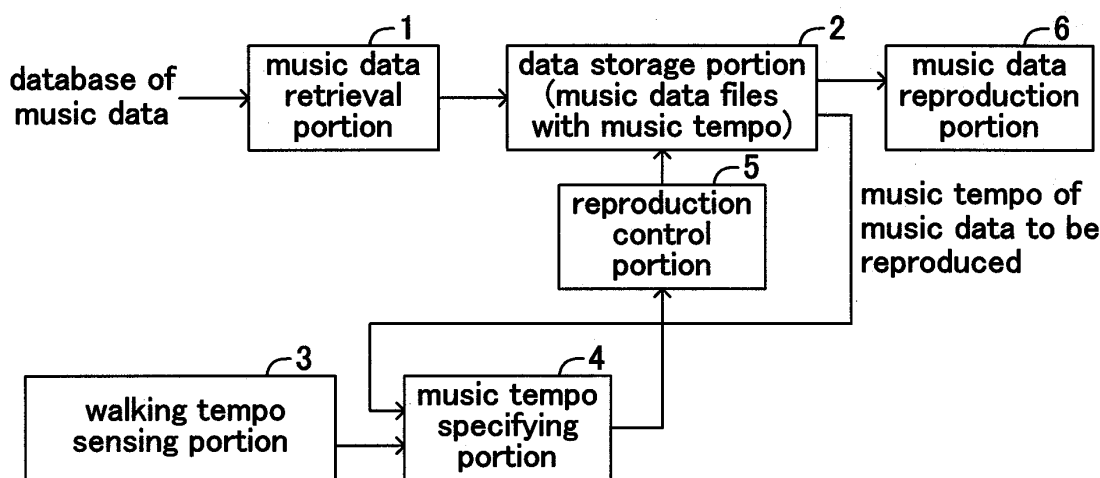 1
2
6
database of
music data
music data
retrieval
portion
data storage portion
(music data files
with music tempo)
music data
reproduction
portion
5
reproduction
control
portion
music tempo of
music data to be
reproduced
3
4
walking tempo
sensing portion
music tempo
specifying
portion